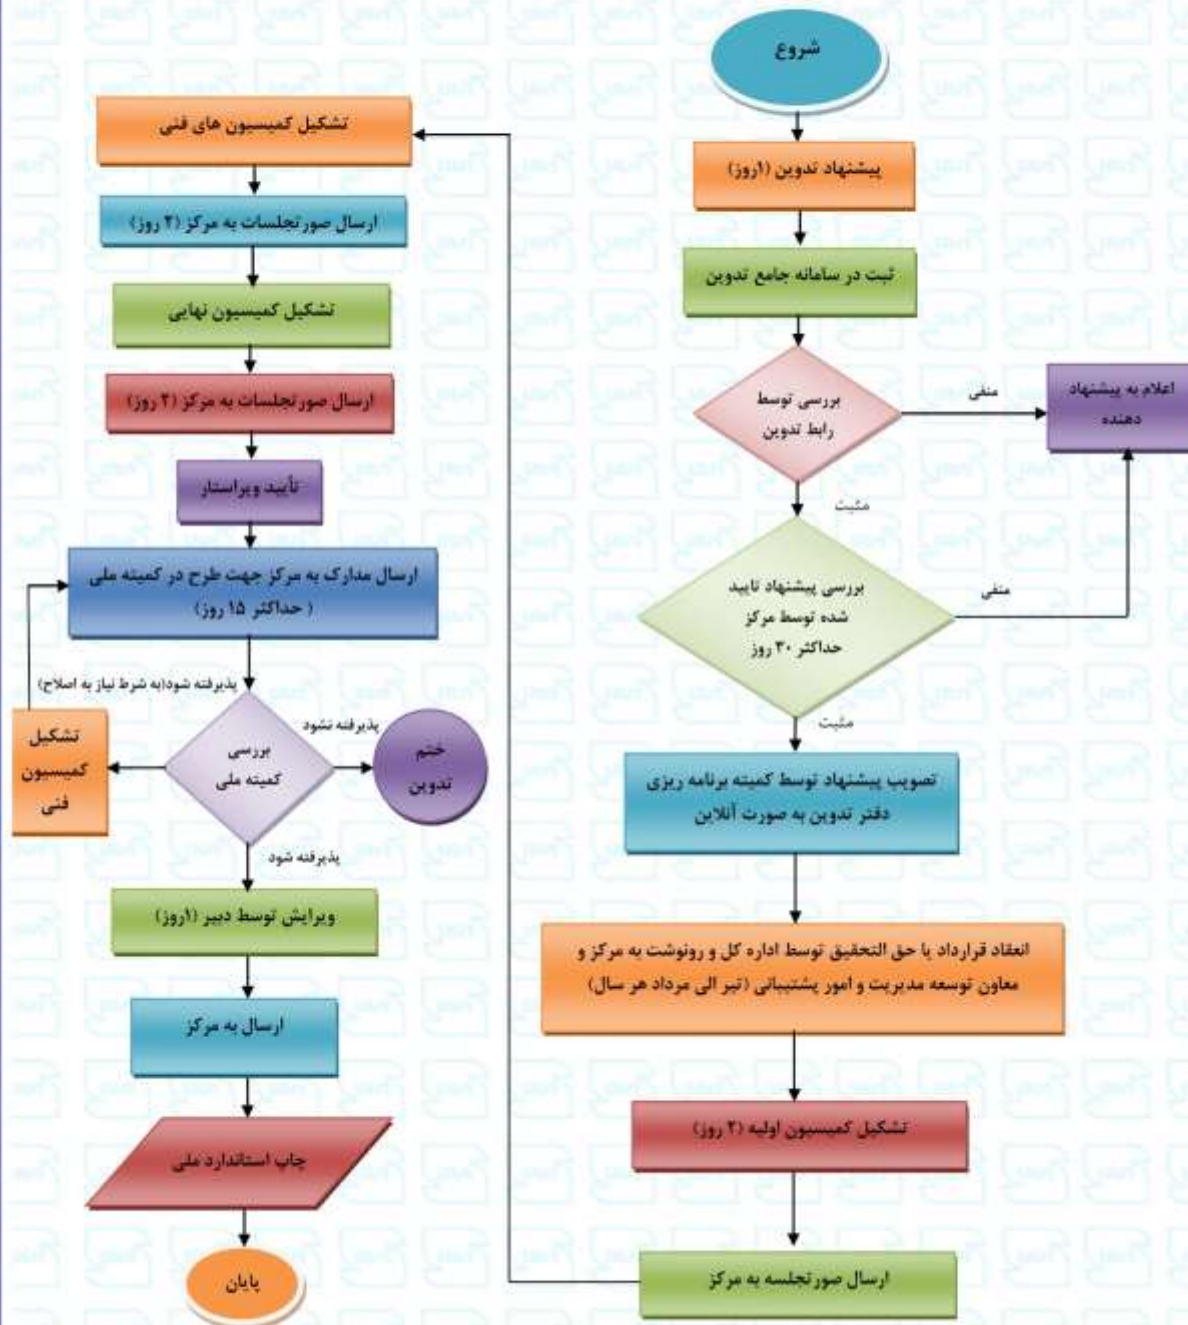 شروع
پیشنهاد تدوین (۱روز)
ثبت در سامانه جامع تدوین
بررسی توسط
رابط تدوین
منفی
اعلام به پیشنهاد
دهنده
مثبت
بررسی پیشنهاد تایید
شده توسط مرکز
حداکثر ۳۰ روز
منفی
مثبت
تصویب پیشنهاد توسط کمیته برنامه ریزی
دفتر تدوین به صورت آنلاین
انعقاد قرارداد یا حق التحقیق توسط اداره کل و رونوشت به مرکز و
معاون توسعه مدیریت و امور پشتیبانی (تیر الی مرداد هر سال)
تشکیل کمیسیون اولیه (۲ روز)
ارسال صورتجلسه به مرکز
تشکیل کمیسیون های فنی
ارسال صورتجلسات به مرکز (۲ روز)
تشکیل کمیسیون نهایی
ارسال صورتجلسات به مرکز (۲ روز)
تأیید ویراستار
ارسال مدارک به مرکز جهت طرح در کمیته ملی
( حداکثر ۱۵ روز)
پذیرفته شود(به شرط نیاز به اصلاح)
تشکیل
کمیسیون
فنی
بررسی
کمیته ملی
پذیرفته نشود
ختم
تدوین
پذیرفته شود
ویرایش توسط دبیر (۱روز)
ارسال به مرکز
چاپ استاندارد ملی
پایان